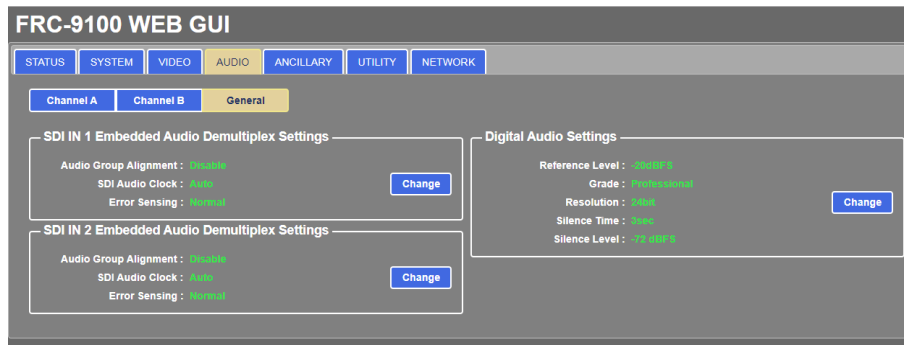 FRC-9100 WEB GUI
STATUS SYSTEM VIDEO AUDIO ANCILLARY UTILITY NETWORK
Channel A Channel B General
SDI IN 1 Embedded Audio Demultiplex Settings
Audio Group Alignment : Disable
SDI Audio Clock : Auto
Change
Error Sensing : Normal
SDI IN 2 Embedded Audio Demultiplex Settings
Audio Group Alignment : Disable
SDI Audio Clock : Auto
Change
Error Sensing : Normal
Digital Audio Settings
Reference Level : -20dBFS
Grade : Professional
Resolution : 24bit
Change
Silence Time : 3sec
Silence Level : -72 dBFS